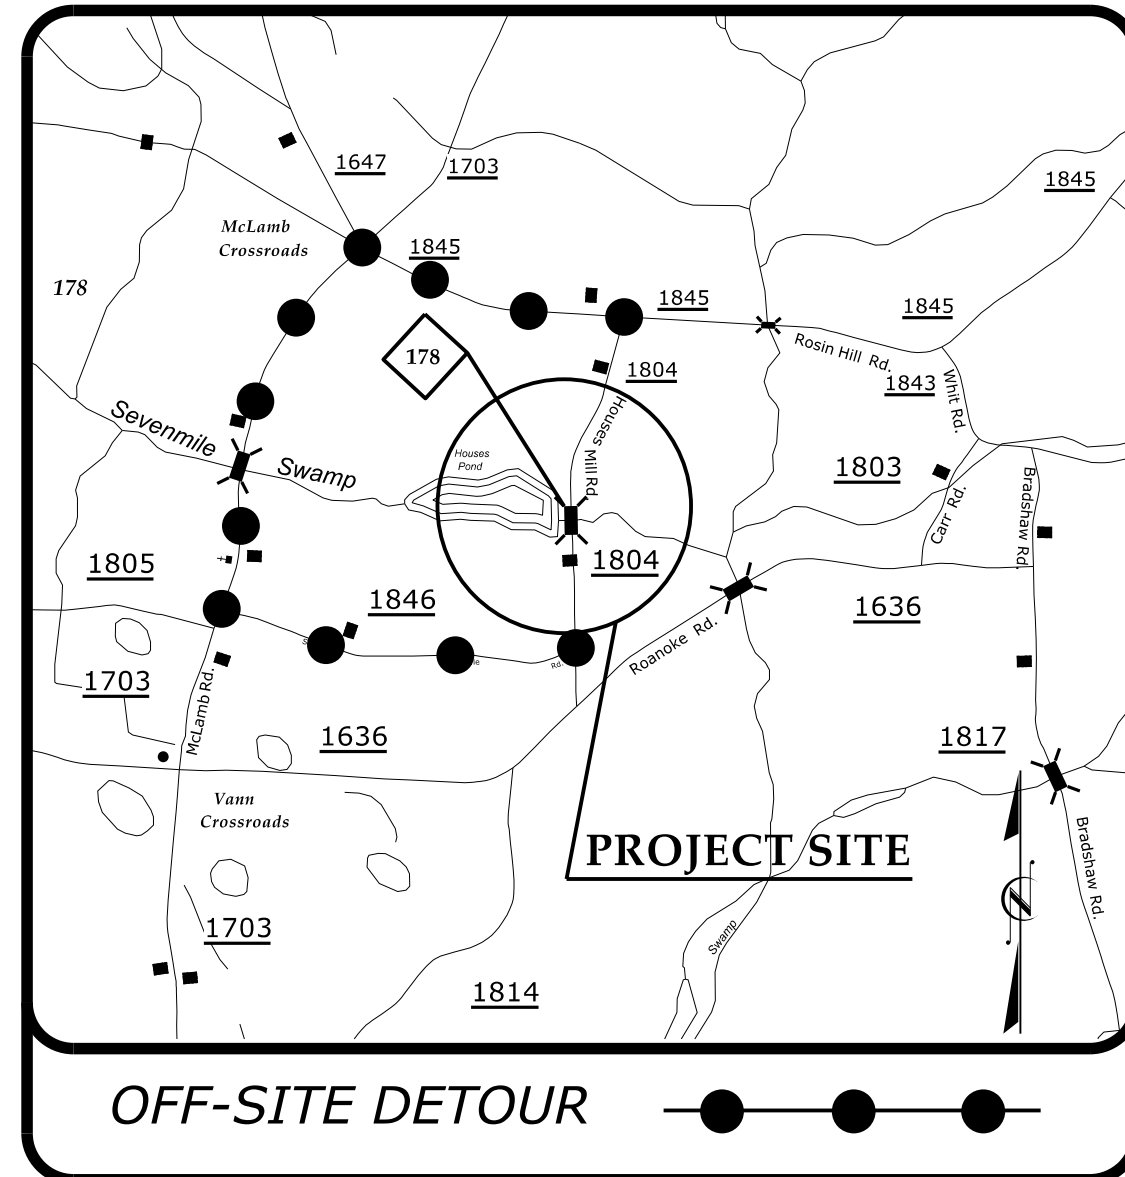 1647
1703
1845
McLamb
Crossroads
1845
178
1845
1845
Rosin Hill Rd.
178
1804
1843
Whit Rd.
Houses Mill Rd
Sevenmile
Swamp
Houses
Pond
1803
Bradshaw Rd.
Carr Rd.
1805
1804
1846
1636
Roanoke Rd.
Rd.
1703
McLamb Rd.
1636
1817
Vann
Crossroads
PROJECT SITE
Bradshaw Rd.
1703
Swamp
N
1814
OFF-SITE DETOUR